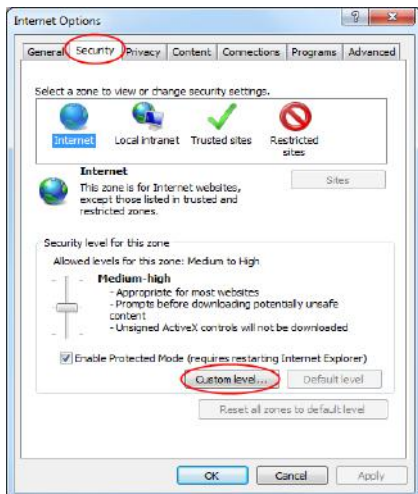 Internet Options
General Security Privacy Content Connections Programs Advanced
Select a zone to view or change security settings.
Internet Local intranet Trusted sites Restricted
sites
Internet
Sites
This zone is for Internet websites,
except those listed in trusted and
restricted zones.
Security level for this zone
Allowed levels for this zone: Medium to High
Medium-high
- Appropriate for most websites
- Prompts before downloading potentially unsafe
content
- Unsigned ActiveX controls will not be downloaded
Enable Protected Mode (requires restarting Internet Explorer)
Custom level... Default level
Reset all zones to default level
OK Cancel Apply